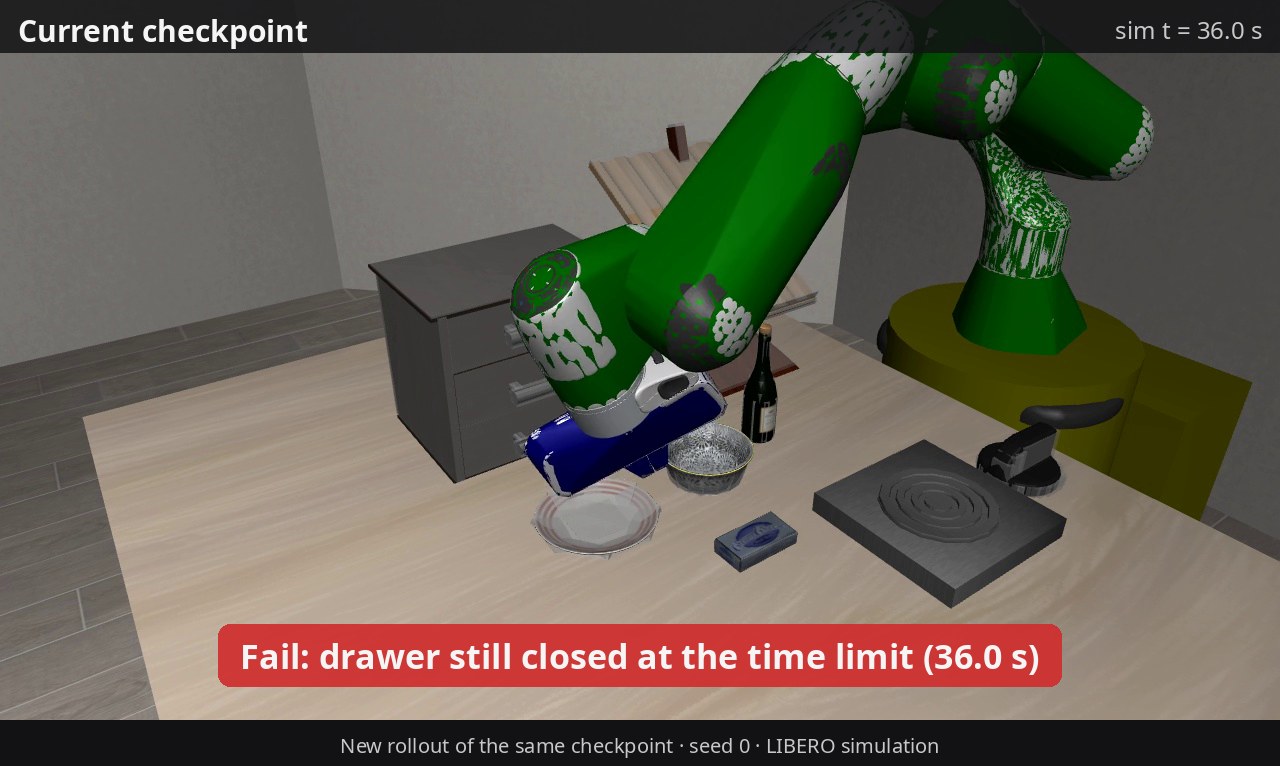 Current checkpoint
sim t = 36.0 s
Fail: drawer still closed at the time limit (36.0 s)
New rollout of the same checkpoint · seed 0 · LIBERO simulation